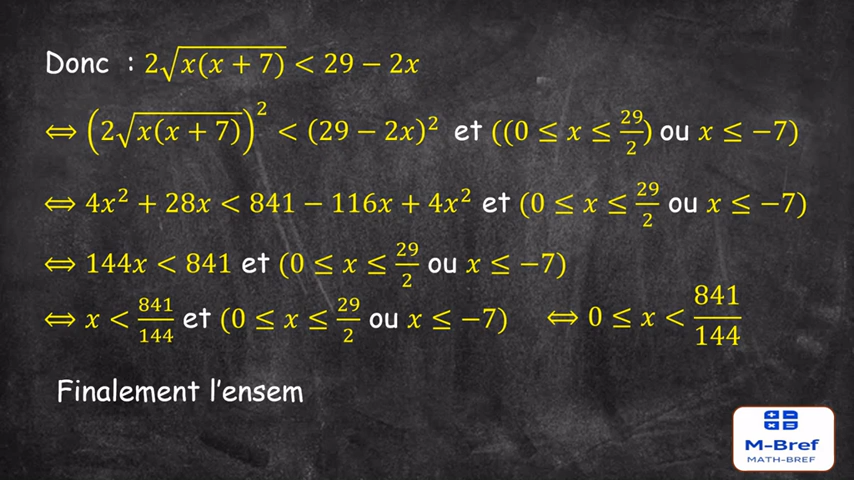 Donc : 2√(x(x + 7)) < 29 − 2x
⟺ (2√(x(x + 7)))² < (29 − 2x)² et ((0 ≤ x ≤ 29/2) ou x ≤ −7)
⟺ 4x² + 28x < 841 − 116x + 4x² et (0 ≤ x ≤ 29/2 ou x ≤ −7)
⟺ 144x < 841 et (0 ≤ x ≤ 29/2 ou x ≤ −7)
⟺ x < 841/144 et (0 ≤ x ≤ 29/2 ou x ≤ −7) ⟺ 0 ≤ x < 841/144
Finalement l'ensem
M-Bref
MATH-BREF